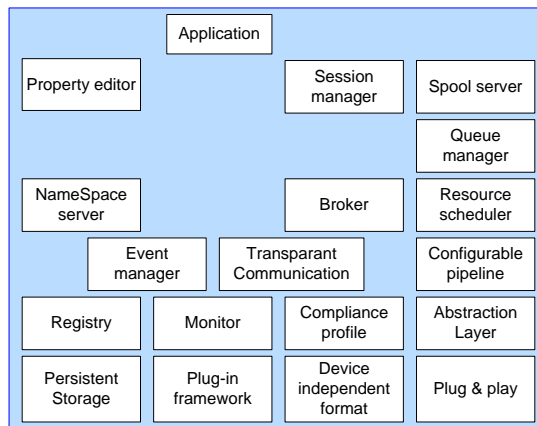 Application
Property editor
Session
manager
Spool server
Queue
manager
NameSpace
server
Broker
Resource
scheduler
Event
manager
Transparant
Communication
Configurable
pipeline
Registry
Monitor
Compliance
profile
Abstraction
Layer
Persistent
Storage
Plug-in
framework
Device
independent
format
Plug & play